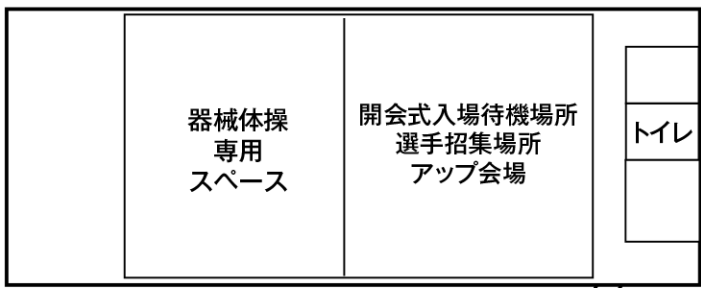 器械体操
専用
スペース
開会式入場待機場所
選手招集場所
アップ会場
トイレ